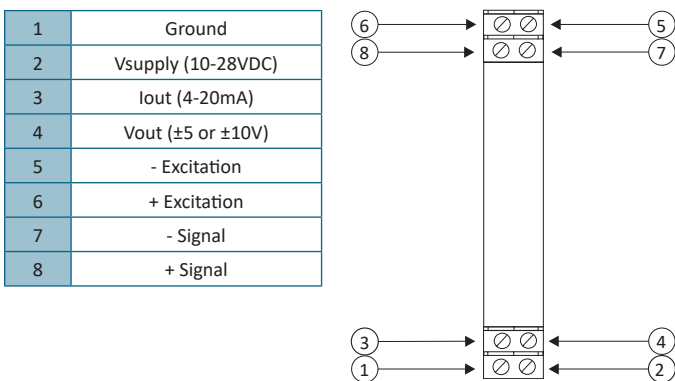 1 Ground
2 Vsupply (10-28VDC)
3 Iout (4-20mA)
4 Vout (±5 or ±10V)
5 - Excitation
6 + Excitation
7 - Signal
8 + Signal
6 5
8 7
3 4
1 2